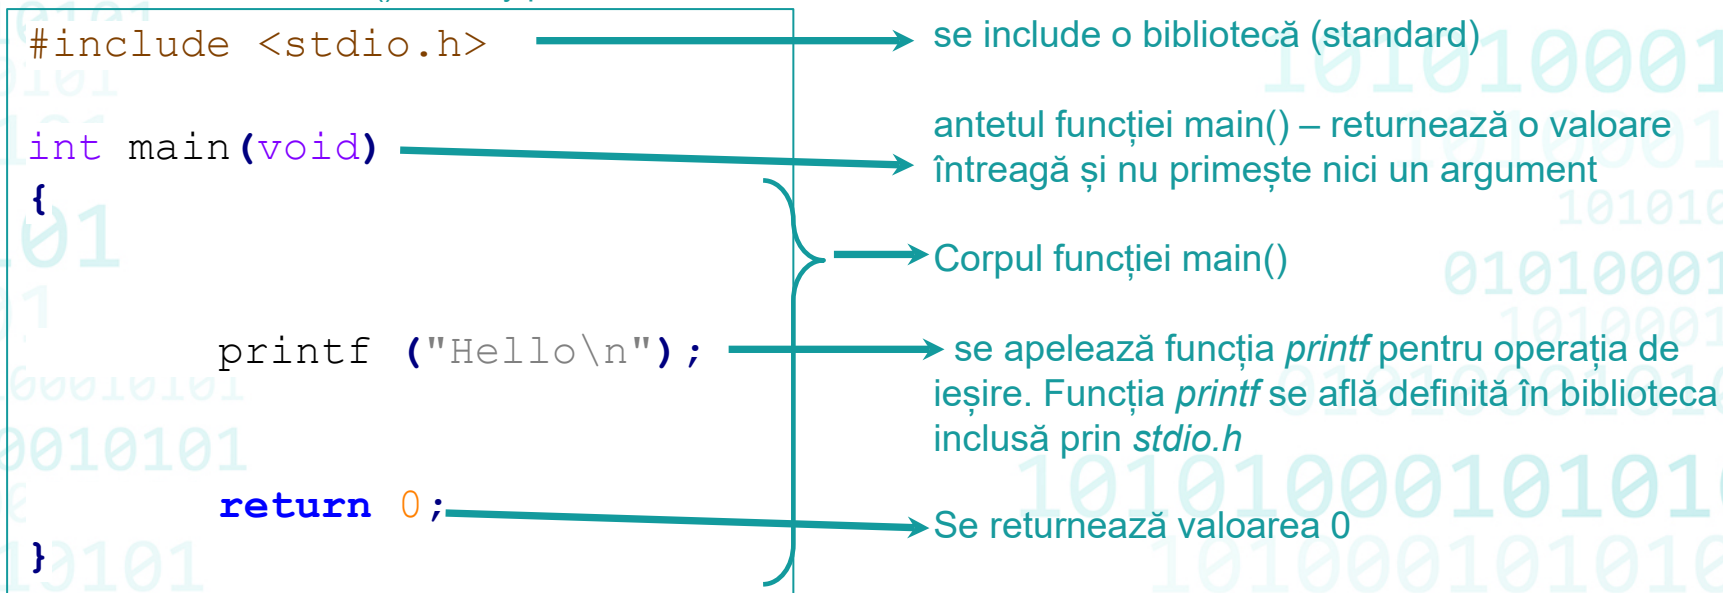 #include <stdio.h>
se include o bibliotecă (standard)
int main(void)
antetul funcției main() – returnează o valoare
întreagă și nu primește nici un argument
{
Corpul funcției main()
printf ("Hello\n");
se apelează funcția printf pentru operația de
ieșire. Funcția printf se află definită în biblioteca
inclusă prin stdio.h
return 0;
Se returnează valoarea 0
}